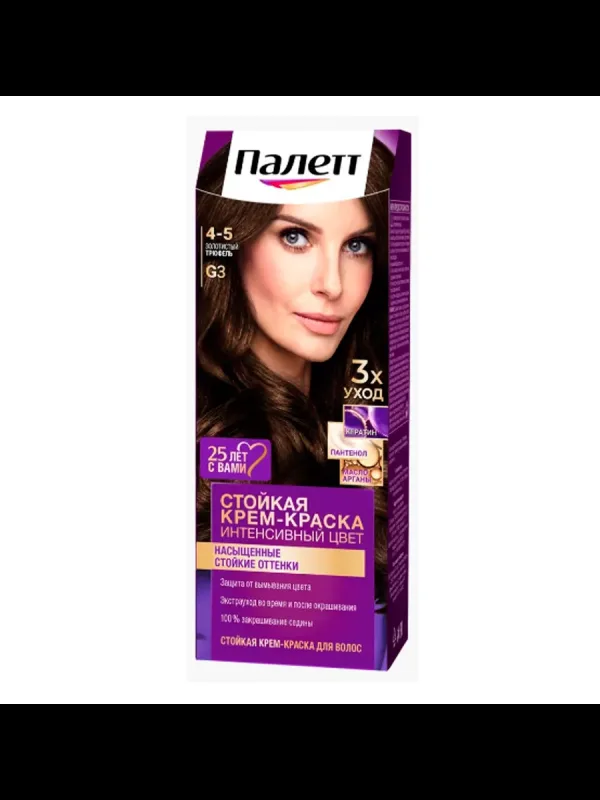 Палетт
4-5
ЗОЛОТИСТЫЙ
ТРЮФЕЛЬ
G3
3x
УХОД
КЕРАТИН
ПАНТЕНОЛ
МАСЛО
АРГАНЫ
25 ЛЕТ
С ВАМИ
СТОЙКАЯ
КРЕМ-КРАСКА
ИНТЕНСИВНЫЙ ЦВЕТ
НАСЫЩЕННЫЕ
СТОЙКИЕ ОТТЕНКИ
Защита от вымывания цвета
Экстрауход во время и после окрашивания
100 % закрашивание седины
СТОЙКАЯ КРЕМ-КРАСКА ДЛЯ ВОЛОС